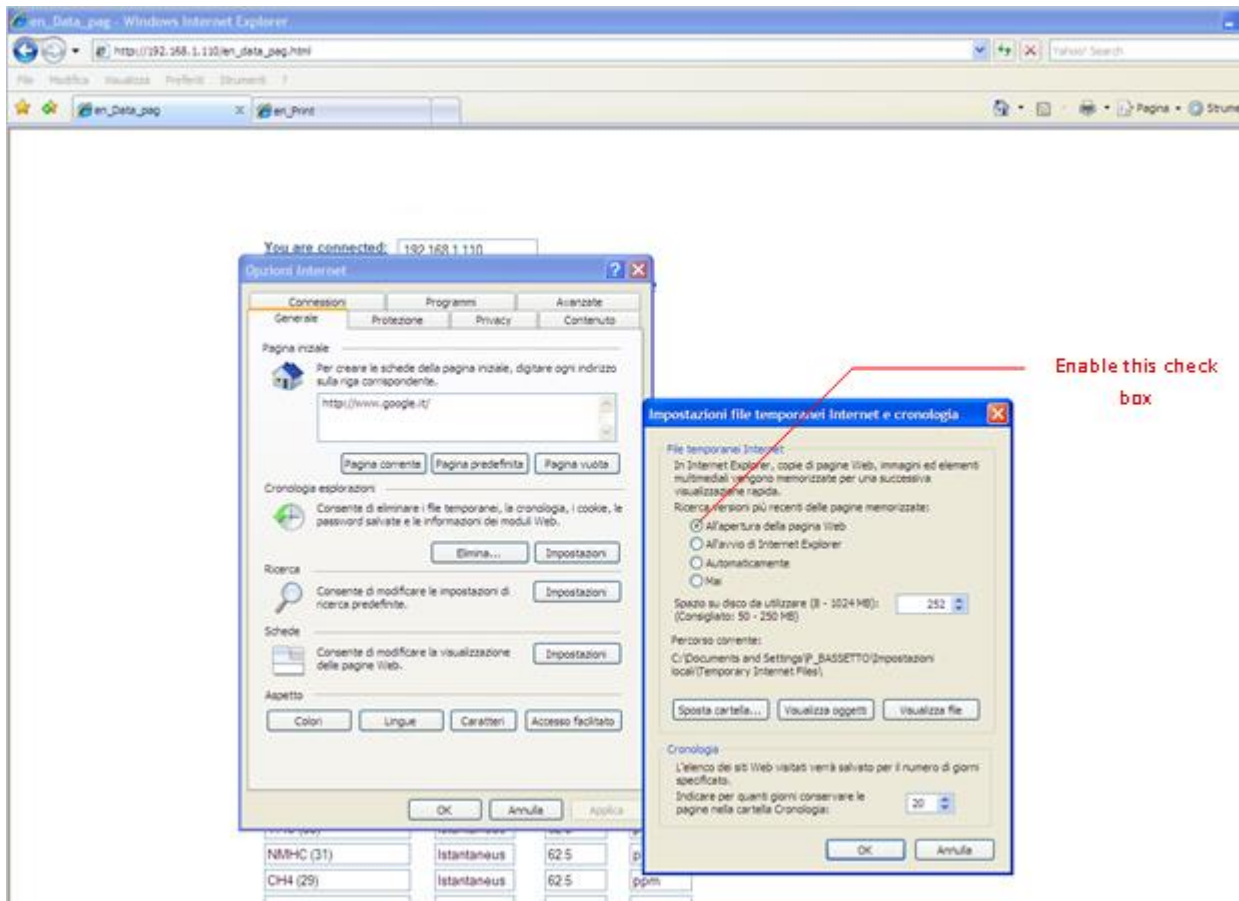 en_Data_pag - Windows Internet Explorer
http://192.168.1.110/en_data_pag.html
Yahoo! Search
File Modifica Visualizza Preferiti Strumenti ?
en_Data_pag
en_Print
Pagina
You are connected: 192.168.1.110
Opzioni Internet
Connessioni Programmi Avanzate
Generale Protezione Privacy Contenuto
Pagina iniziale
Per creare le schede della pagina iniziale, digitare ogni indirizzo
sulla riga corrispondente.
http://www.google.it/
Pagina corrente Pagina predefinita Pagina vuota
Cronologia esplorazioni
Consente di eliminare i file temporanei, la cronologia, i cookie, le
password salvate e le informazioni dei moduli Web.
Elimina... Impostazioni
Ricerca
Consente di modificare le impostazioni di
ricerca predefinite.
Impostazioni
Schede
Consente di modificare la visualizzazione
delle pagine Web.
Impostazioni
Aspetto
Colori Lingue Caratteri Accesso facilitato
OK Annulla Applica
Enable this check
box
Impostazioni file temporanei Internet e cronologia
File temporanei Internet
In Internet Explorer, copie di pagine Web, immagini ed elementi
multimediali vengono memorizzate per una successiva
visualizzazione rapida.
Ricerca versioni più recenti delle pagine memorizzate:
All'apertura della pagina Web
All'avvio di Internet Explorer
Automaticamente
Mai
Spazio su disco da utilizzare (8 - 1024 MB): 252
(Consigliato: 50 - 250 MB)
Percorso corrente:
C:\Documents and Settings\P_BASSETTO\Impostazioni
locali\Temporary Internet Files\
Sposta cartella... Visualizza oggetti Visualizza file
Cronologia
L'elenco dei siti Web visitati verrà salvato per il numero di giorni
specificato.
Indicare per quanti giorni conservare le
pagine nella cartella Cronologia: 20
OK Annulla
NMHC (31) Istantaneus 62.5 p
CH4 (29) Istantaneus 62.5 ppm